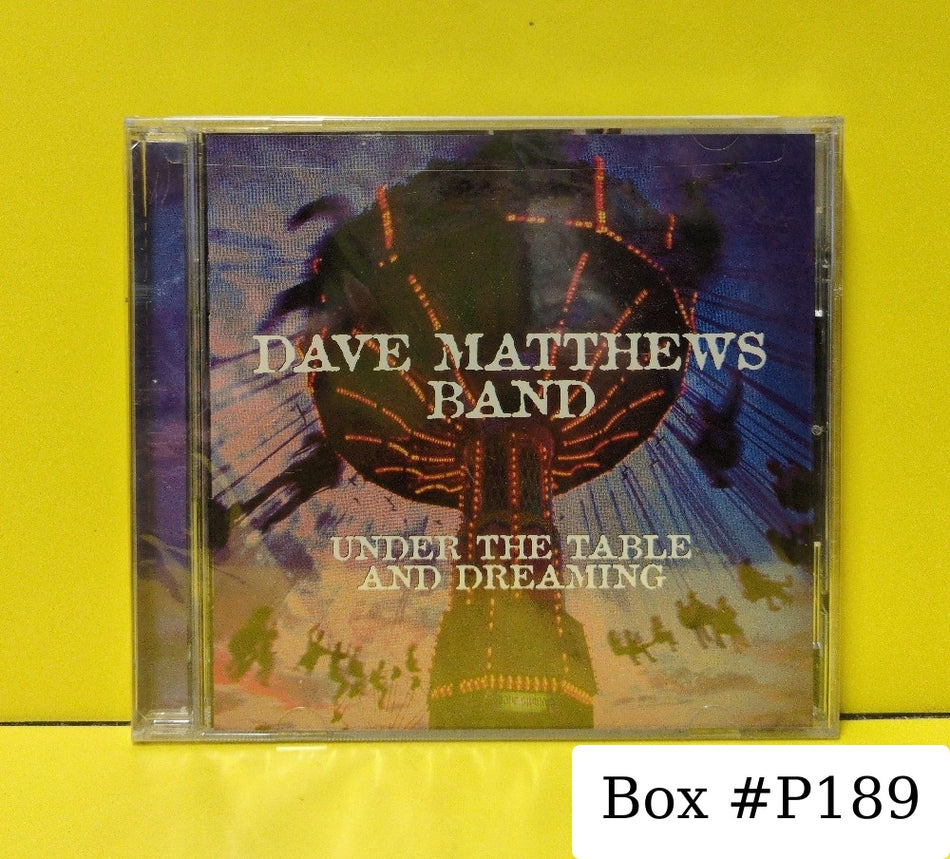 DAVE MATTHEWS
BAND
UNDER THE TABLE
AND DREAMING
Box #P189